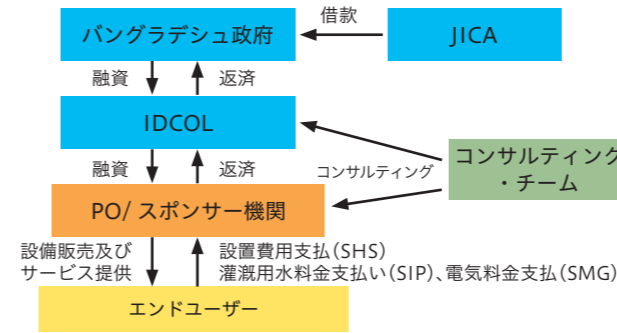 借款
バングラデシュ政府
JICA
融資
返済
IDCOL
融資
返済
コンサルティング
コンサルティング
・チーム
PO/スポンサー機関
設備販売及び
サービス提供
設置費用支払(SHS)
灌漑用水料金支払い(SIP)、電気料金支払(SMG)
エンドユーザー